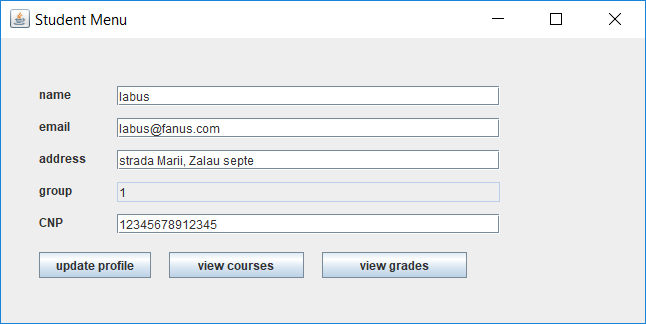 Student Menu
name labus
email labus@fanus.com
address strada Marii, Zalau septe
group 1
CNP 12345678912345
update profile view courses view grades